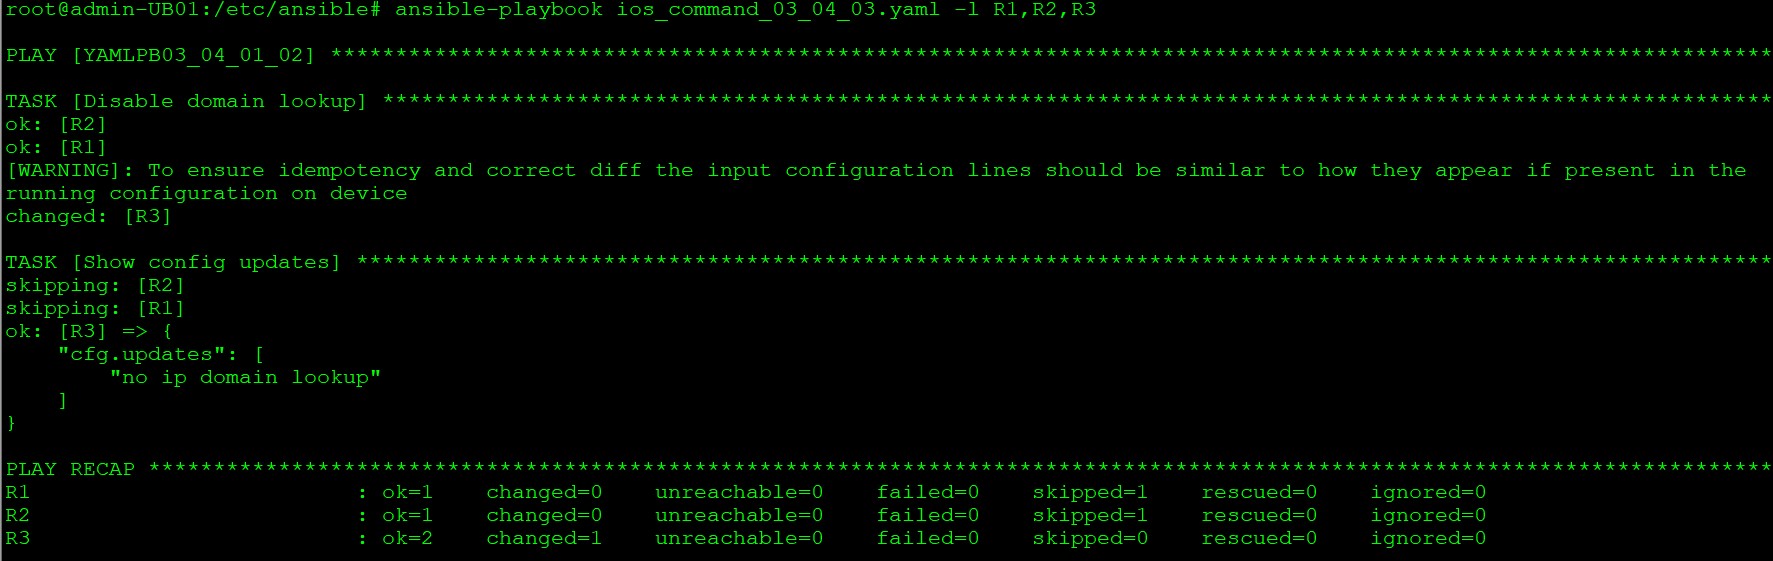 root@admin-UB01:/etc/ansible# ansible-playbook ios_command_03_04_03.yaml -l R1,R2,R3
PLAY [YAMLPB03_04_01_02] **************************************************************************************************************
TASK [Disable domain lookup] **********************************************************************************************************
ok: [R2]
ok: [R1]
[WARNING]: To ensure idempotency and correct diff the input configuration lines should be similar to how they appear if present in the
running configuration on device
changed: [R3]
TASK [Show config updates] ************************************************************************************************************
skipping: [R2]
skipping: [R1]
ok: [R3] => {
    "cfg.updates": [
        "no ip domain lookup"
    ]
}
PLAY RECAP ****************************************************************************************************************************
R1                         : ok=1    changed=0    unreachable=0    failed=0    skipped=1    rescued=0    ignored=0
R2                         : ok=1    changed=0    unreachable=0    failed=0    skipped=1    rescued=0    ignored=0
R3                         : ok=2    changed=1    unreachable=0    failed=0    skipped=0    rescued=0    ignored=0